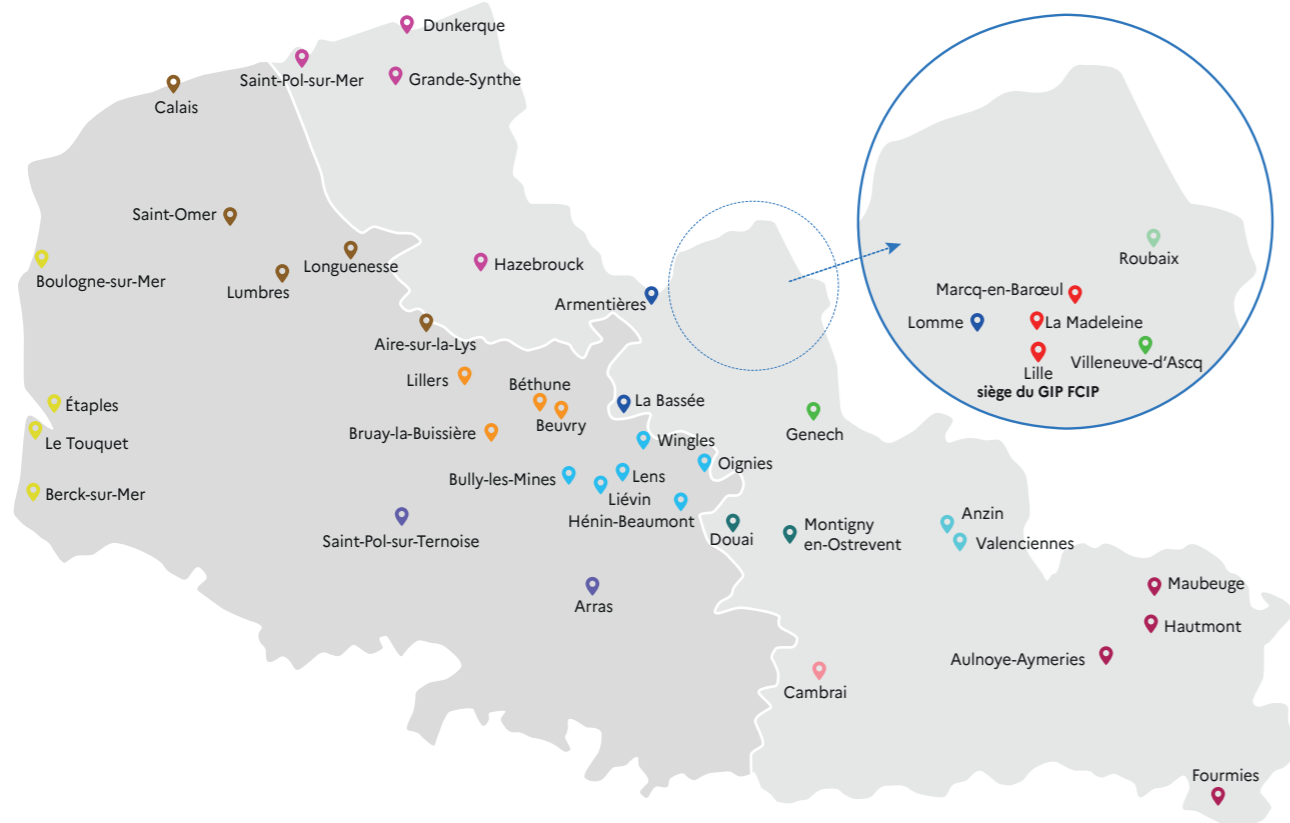 Dunkerque
Saint-Pol-sur-Mer
Grande-Synthe
Calais
Saint-Omer
Boulogne-sur-Mer
Lumbres
Longuenesse
Hazebrouck
Armentières
Aire-sur-la-Lys
Lillers
Béthune
Beuvry
La Bassée
Étaples
Le Touquet
Bruay-la-Buissière
Wingles
Genech
Berck-sur-Mer
Bully-les-Mines
Lens
Oignies
Liévin
Hénin-Beaumont
Saint-Pol-sur-Ternoise
Douai
Montigny
en-Ostrevent
Anzin
Valenciennes
Arras
Maubeuge
Hautmont
Aulnoye-Aymeries
Cambrai
Fourmies
Roubaix
Marcq-en-Barœul
Lomme
La Madeleine
Lille
Villeneuve-d'Ascq
siège du GIP FCIP